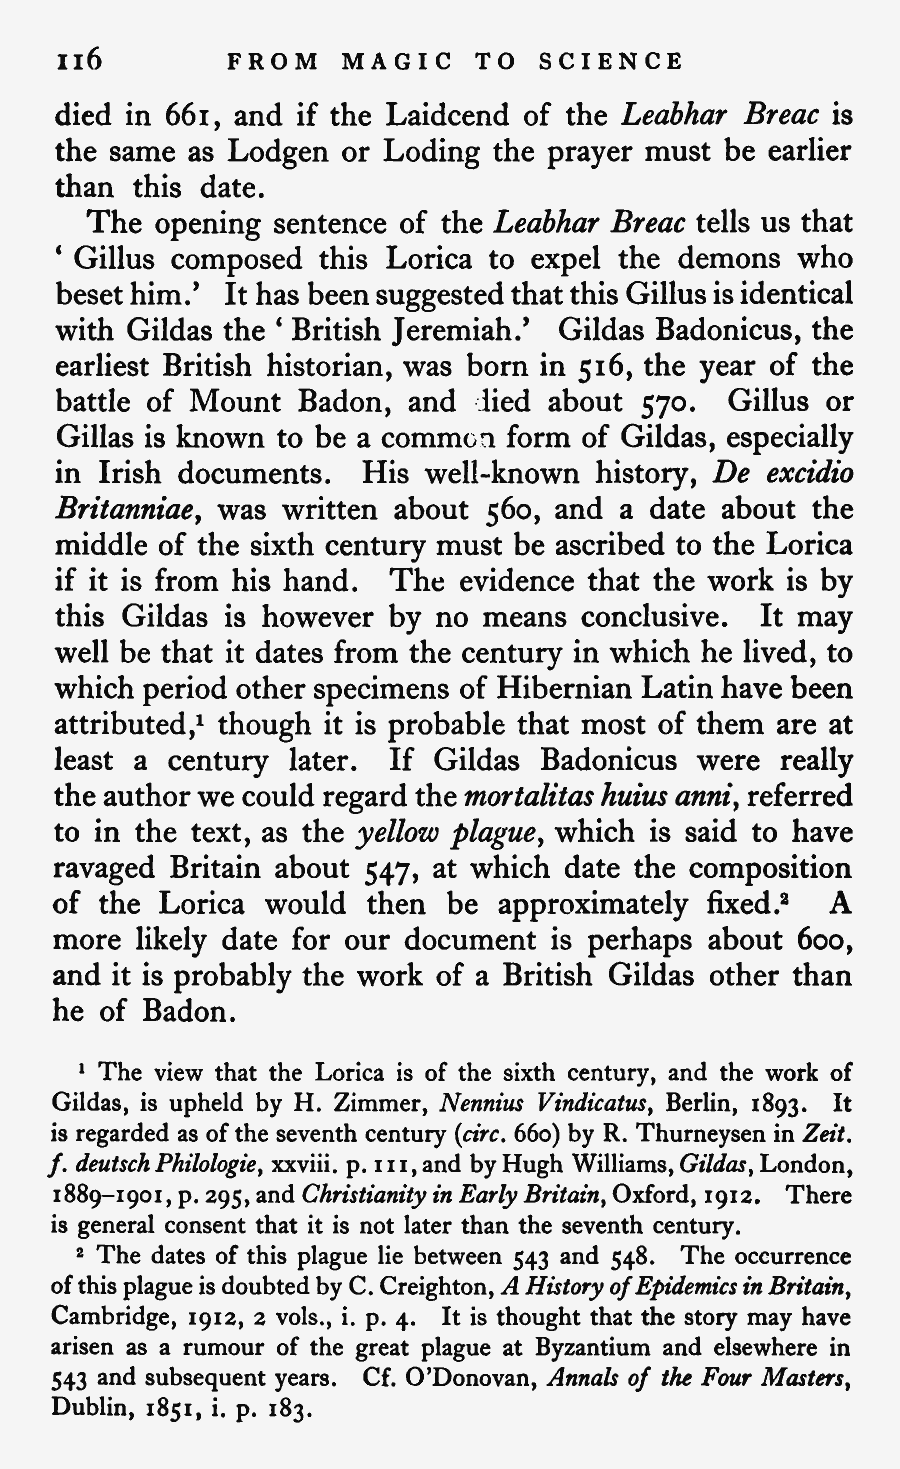 116 FROM MAGIC TO SCIENCE
died in 661, and if the Laidcend of the Leabhar Breac is
the same as Lodgen or Loding the prayer must be earlier
than this date.
The opening sentence of the Leabhar Breac tells us that
‘ Gillus composed this Lorica to expel the demons who
beset him.’ It has been suggested that this Gillus is identical
with Gildas the ‘ British Jeremiah.’ Gildas Badonicus, the
earliest British historian, was born in 516, the year of the
battle of Mount Badon, and died about 570. Gillus or
Gillas is known to be a common form of Gildas, especially
in Irish documents. His well-known history, De excidio
Britanniae, was written about 560, and a date about the
middle of the sixth century must be ascribed to the Lorica
if it is from his hand. The evidence that the work is by
this Gildas is however by no means conclusive. It may
well be that it dates from the century in which he lived, to
which period other specimens of Hibernian Latin have been
attributed,¹ though it is probable that most of them are at
least a century later. If Gildas Badonicus were really
the author we could regard the mortalitas huius anni, referred
to in the text, as the yellow plague, which is said to have
ravaged Britain about 547, at which date the composition
of the Lorica would then be approximately fixed.² A
more likely date for our document is perhaps about 600,
and it is probably the work of a British Gildas other than
he of Badon.
¹ The view that the Lorica is of the sixth century, and the work of
Gildas, is upheld by H. Zimmer, Nennius Vindicatus, Berlin, 1893. It
is regarded as of the seventh century (circ. 660) by R. Thurneysen in Zeit.
f. deutsch Philologie, xxviii. p. 111, and by Hugh Williams, Gildas, London,
1889–1901, p. 295, and Christianity in Early Britain, Oxford, 1912. There
is general consent that it is not later than the seventh century.
² The dates of this plague lie between 543 and 548. The occurrence
of this plague is doubted by C. Creighton, A History of Epidemics in Britain,
Cambridge, 1912, 2 vols., i. p. 4. It is thought that the story may have
arisen as a rumour of the great plague at Byzantium and elsewhere in
543 and subsequent years. Cf. O’Donovan, Annals of the Four Masters,
Dublin, 1851, i. p. 183.